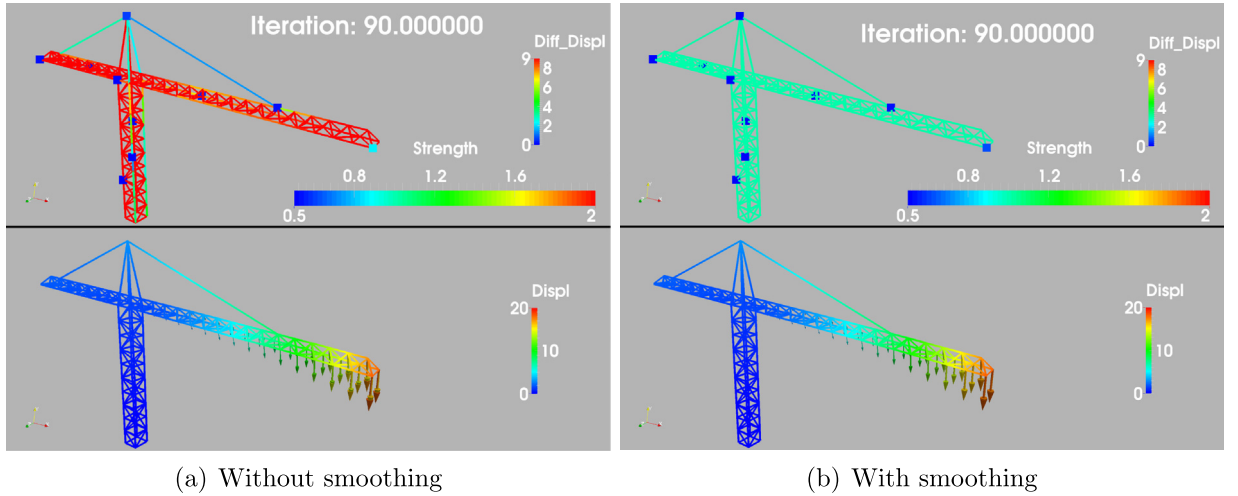 Iteration: 90.000000
Diff_Displ
9
8
6
4
2
0
Strength
0.8 1.2 1.6
0.5 2
Displ
20
10
0
(a) Without smoothing
Iteration: 90.000000
Diff_Displ
9
8
6
4
2
0
Strength
0.8 1.2 1.6
0.5 2
Displ
20
10
0
(b) With smoothing